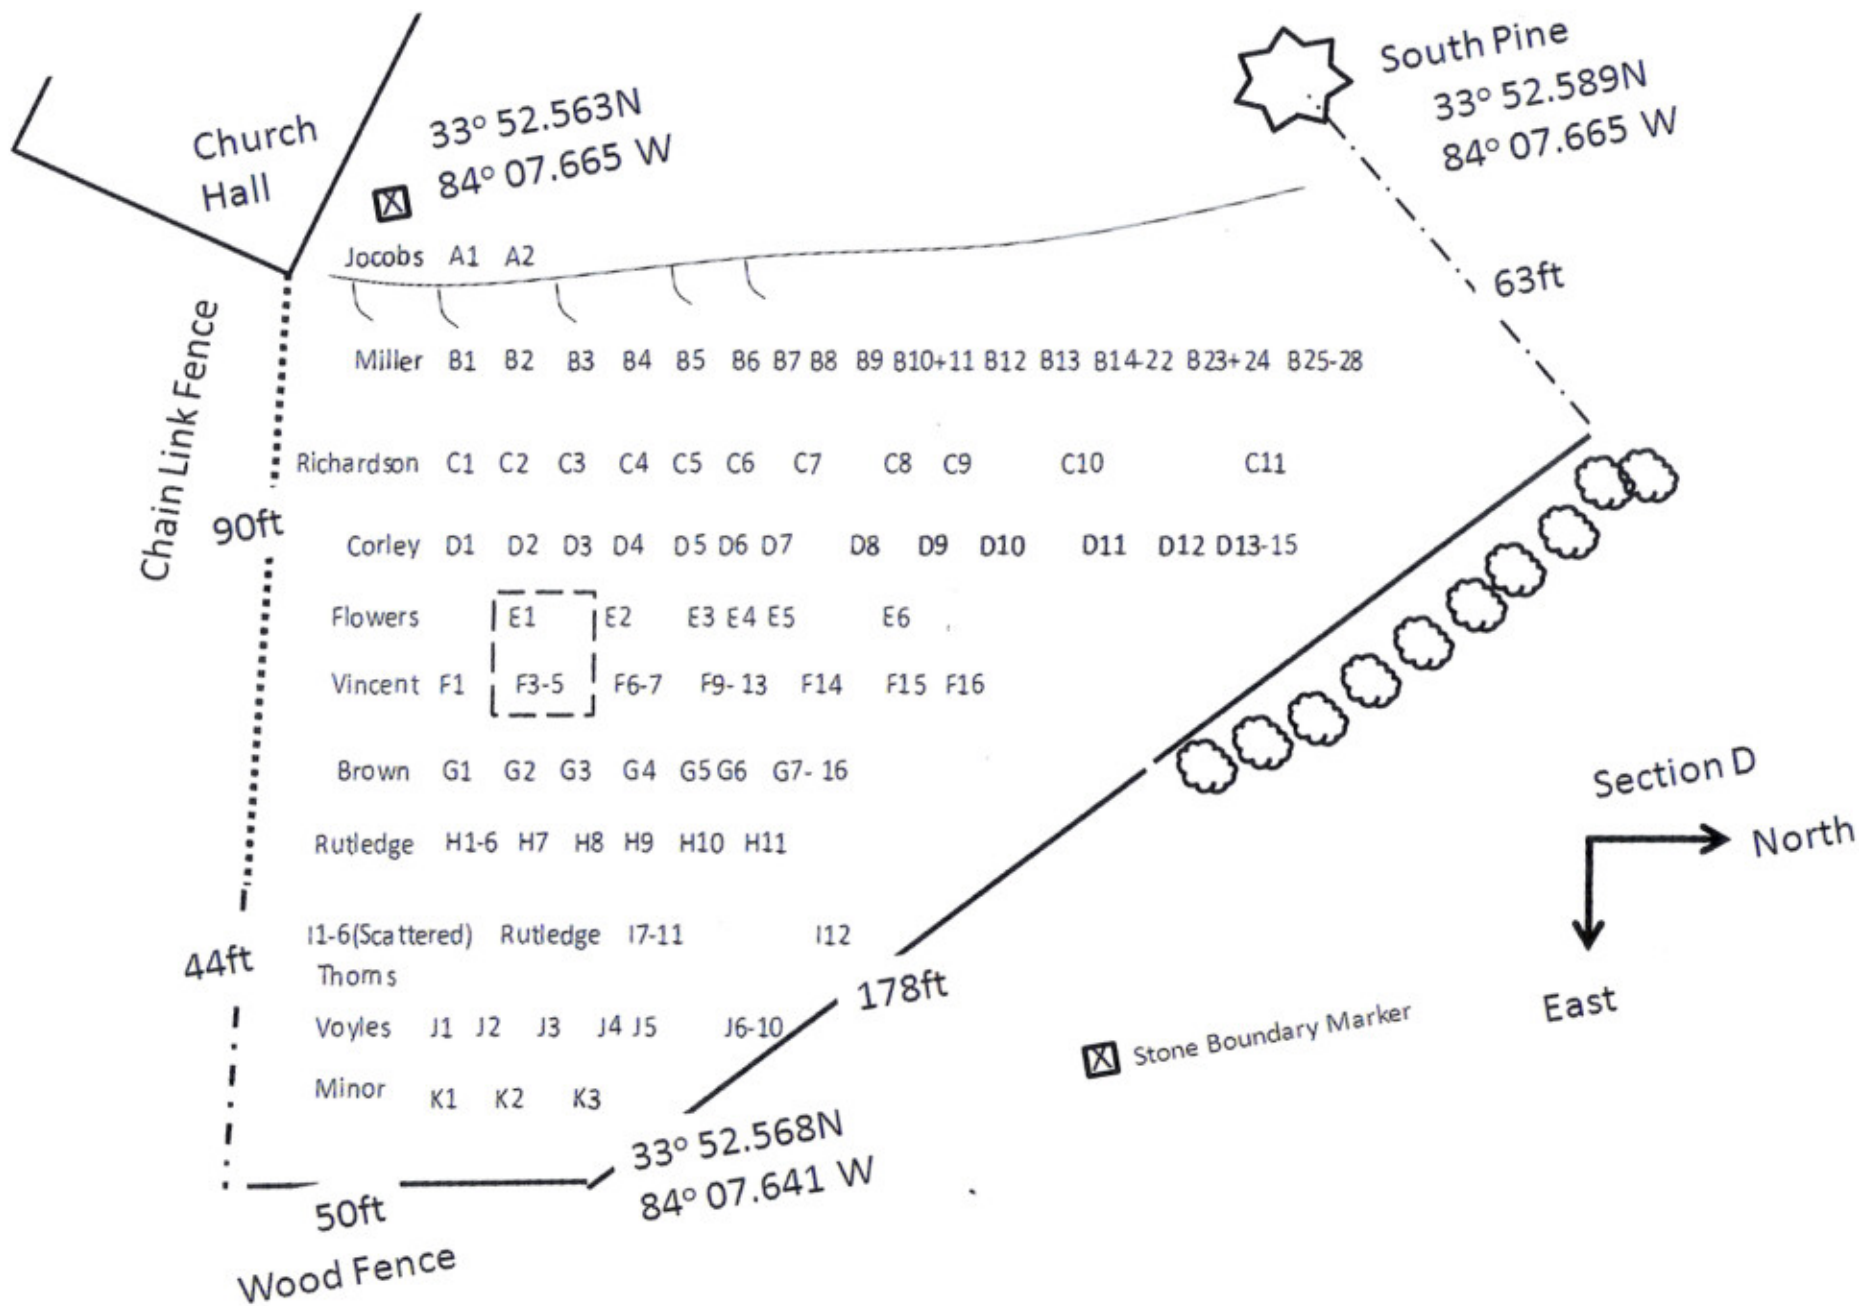 South Pine
33° 52.589N
84° 07.665 W
Church
Hall
33° 52.563N
84° 07.665 W
X
Jocobs A1 A2
63ft
Chain Link Fence
Miller B1 B2 B3 B4 B5 B6 B7 B8 B9 B10+11 B12 B13 B14-22 B23+24 B25-28
Richardson C1 C2 C3 C4 C5 C6 C7 C8 C9 C10 C11
90ft
Corley D1 D2 D3 D4 D5 D6 D7 D8 D9 D10 D11 D12 D13-15
Flowers E1 E2 E3 E4 E5 E6
Vincent F1 F3-5 F6-7 F9-13 F14 F15 F16
Brown G1 G2 G3 G4 G5 G6 G7-16
Rutledge H1-6 H7 H8 H9 H10 H11
Section D
North
East
I1-6(Scattered) Rutledge I7-11 I12
44ft
Thoms
178ft
Voyles J1 J2 J3 J4 J5 J6-10
X Stone Boundary Marker
Minor K1 K2 K3
33° 52.568N
84° 07.641 W
50ft
Wood Fence